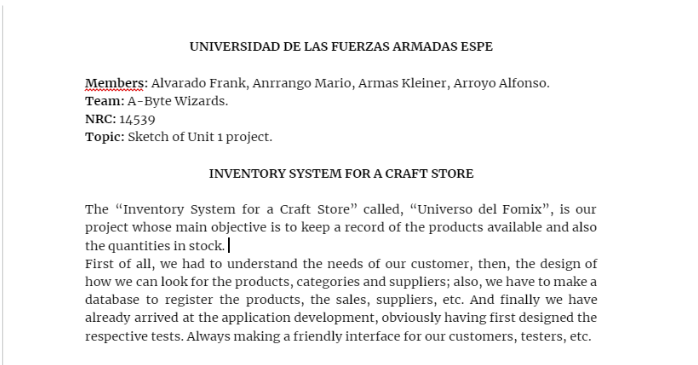 UNIVERSIDAD DE LAS FUERZAS ARMADAS ESPE
Members: Alvarado Frank, Anrrango Mario, Armas Kleiner, Arroyo Alfonso.
Team: A-Byte Wizards.
NRC: 14539
Topic: Sketch of Unit 1 project.
INVENTORY SYSTEM FOR A CRAFT STORE
The “Inventory System for a Craft Store” called, “Universo del Fomix”, is our
project whose main objective is to keep a record of the products available and also
the quantities in stock.
First of all, we had to understand the needs of our customer, then, the design of
how we can look for the products, categories and suppliers; also, we have to make a
database to register the products, the sales, suppliers, etc. And finally we have
already arrived at the application development, obviously having first designed the
respective tests. Always making a friendly interface for our customers, testers, etc.